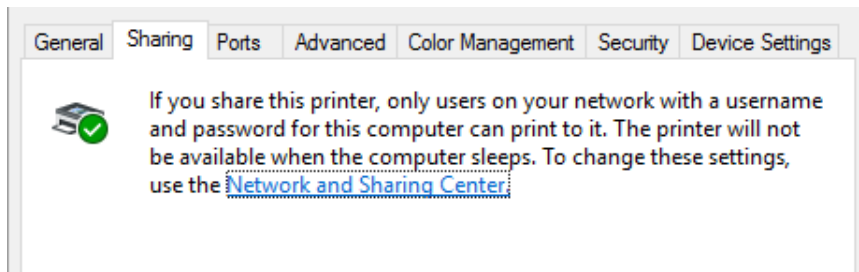 General Sharing Ports Advanced Color Management Security Device Settings
If you share this printer, only users on your network with a username
and password for this computer can print to it. The printer will not
be available when the computer sleeps. To change these settings,
use the Network and Sharing Center.